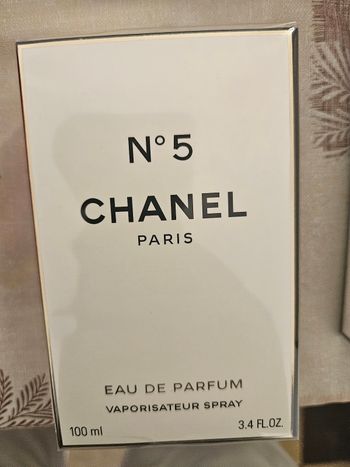 N°5
CHANEL
PARIS
EAU DE PARFUM
VAPORISATEUR SPRAY
100 ml 3.4 FL.OZ.